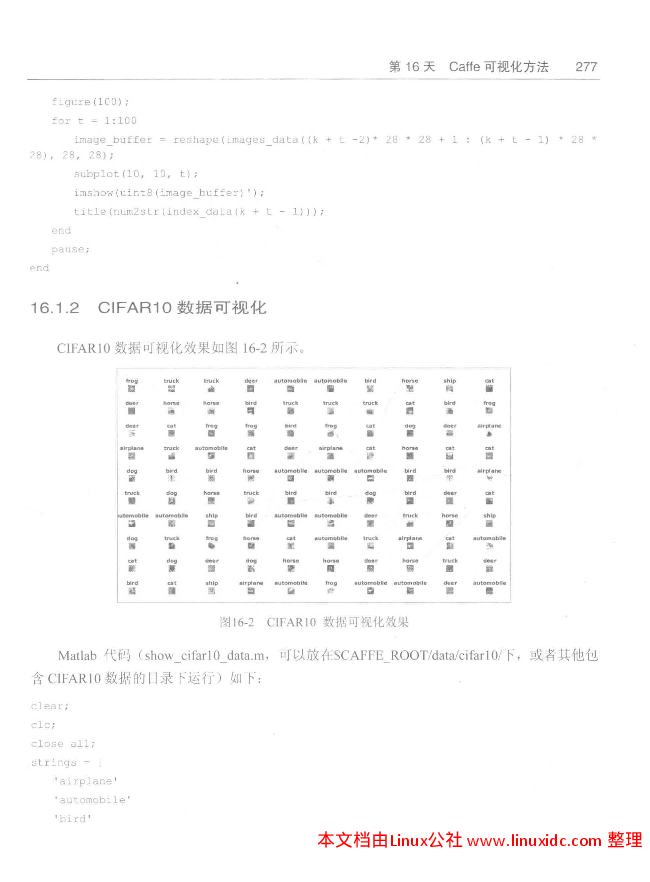 第 16 天 Caffe 可视化方法 277
figure(100);
for t = 1:100
image_buffer = reshape(images_data((k + t -2)* 28 * 28 + 1 : (k + t - 1) * 28 *
28), 28, 28);
subplot(10, 10, t);
imshow(uint8(image_buffer)');
title(num2str(index_data(k + t - 1)));
end
pause;
end
16.1.2 CIFAR10 数据可视化
CIFAR10 数据可视化效果如图 16-2 所示。
frog truck truck deer automobile automobile bird horse ship cat
deer horse horse bird truck truck truck cat bird frog
deer cat frog frog bird frog cat dog deer airplane
airplane truck automobile cat deer airplane cat horse cat cat
dog bird bird horse automobile automobile automobile bird bird airplane
truck dog horse truck bird bird dog bird deer cat
automobile automobile ship bird automobile automobile deer truck horse ship
dog truck frog horse cat automobile truck airplane cat automobile
cat dog deer dog horse horse deer horse truck deer
bird cat ship airplane automobile frog automobile automobile deer automobile
图16-2 CIFAR10 数据可视化效果
Matlab 代码（show_cifar10_data.m，可以放在$CAFFE_ROOT/data/cifar10/下，或者其他包
含 CIFAR10 数据的目录下运行）如下：
clear;
clc;
close all;
strings = [
'airplane'
'automobile'
'bird'
本文档由Linux公社 www.linuxidc.com 整理